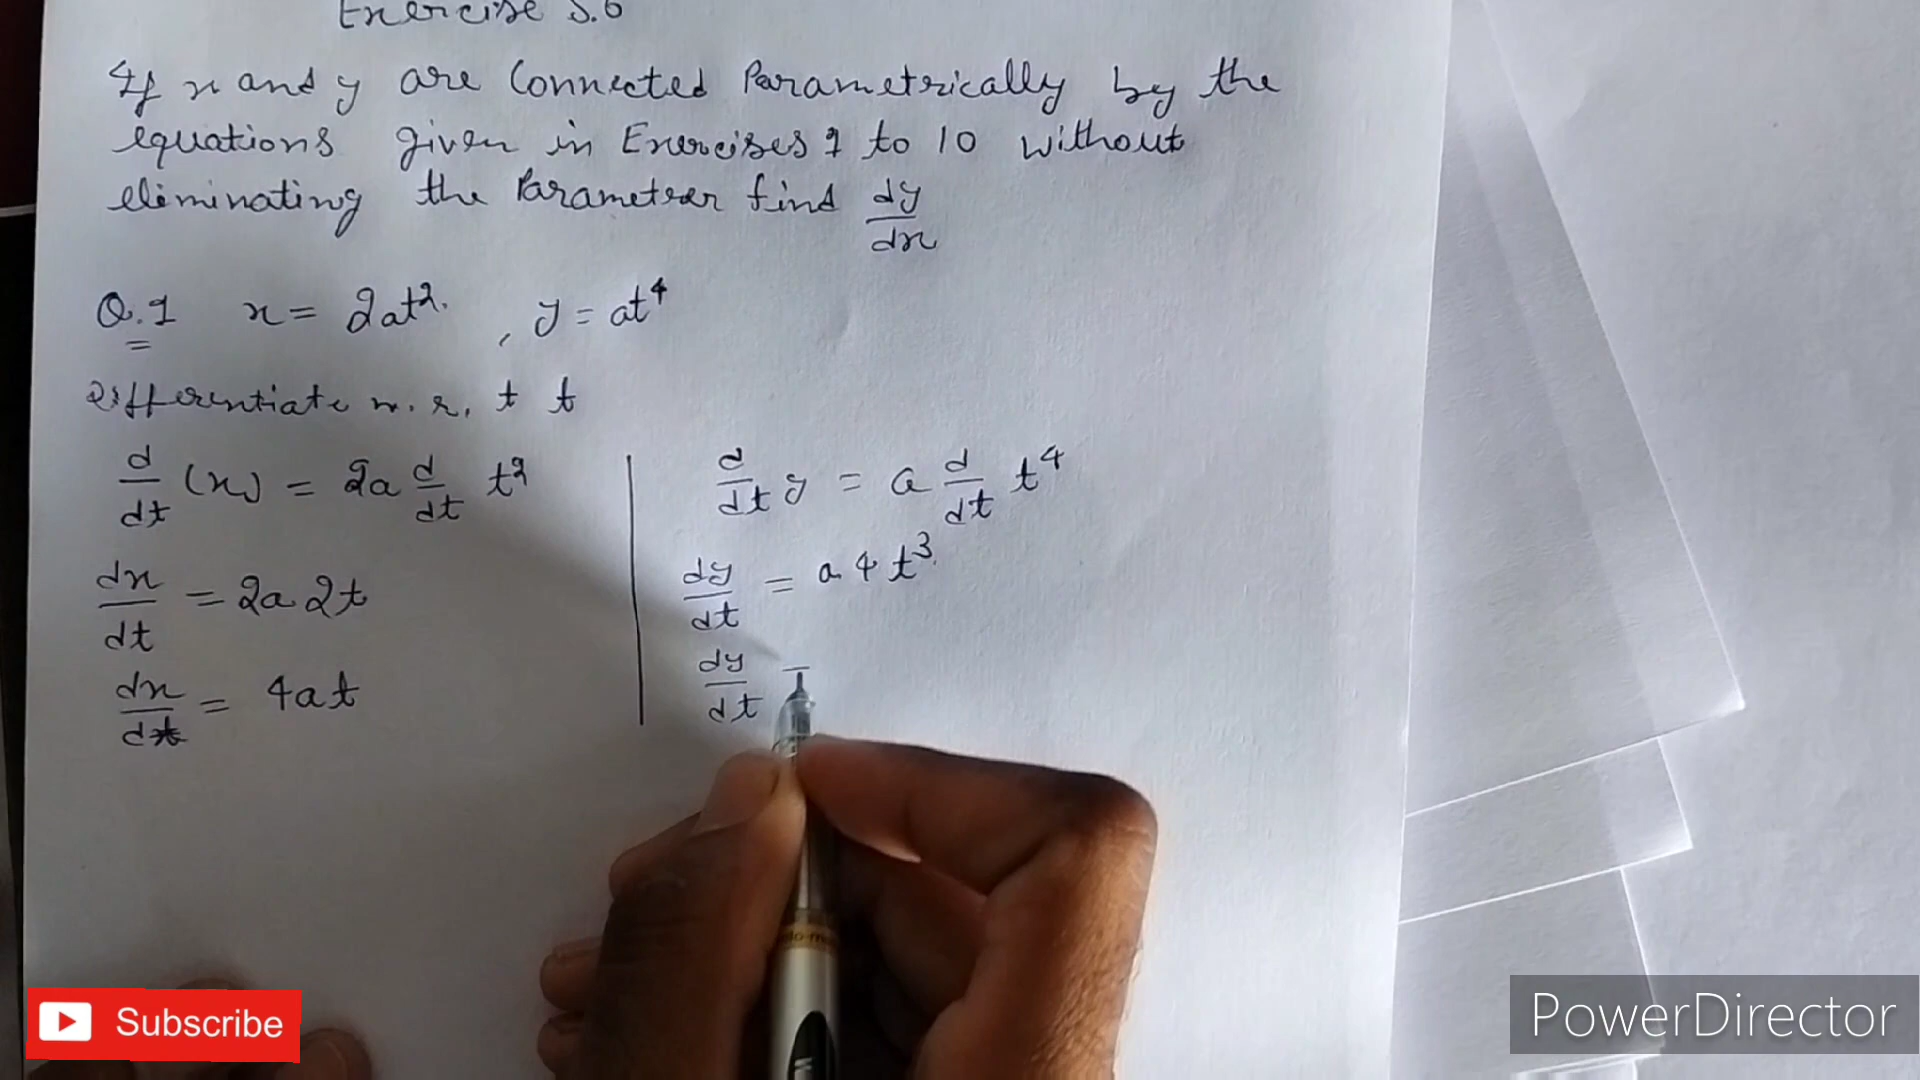 Exercise 5.6
If x and y are Connected Parametrically by the
equations given in Exercises 1 to 10 without
eliminating the Parameter find dy/dx
Q.1 x = 2at², y = at⁴
Differentiate w.r.t t
d/dt (x) = 2a d/dt t²
dx/dt = 2a 2t
dx/dt = 4at
d/dt y = a d/dt t⁴
dy/dt = a 4 t³
dy/dt =
Subscribe
PowerDirector